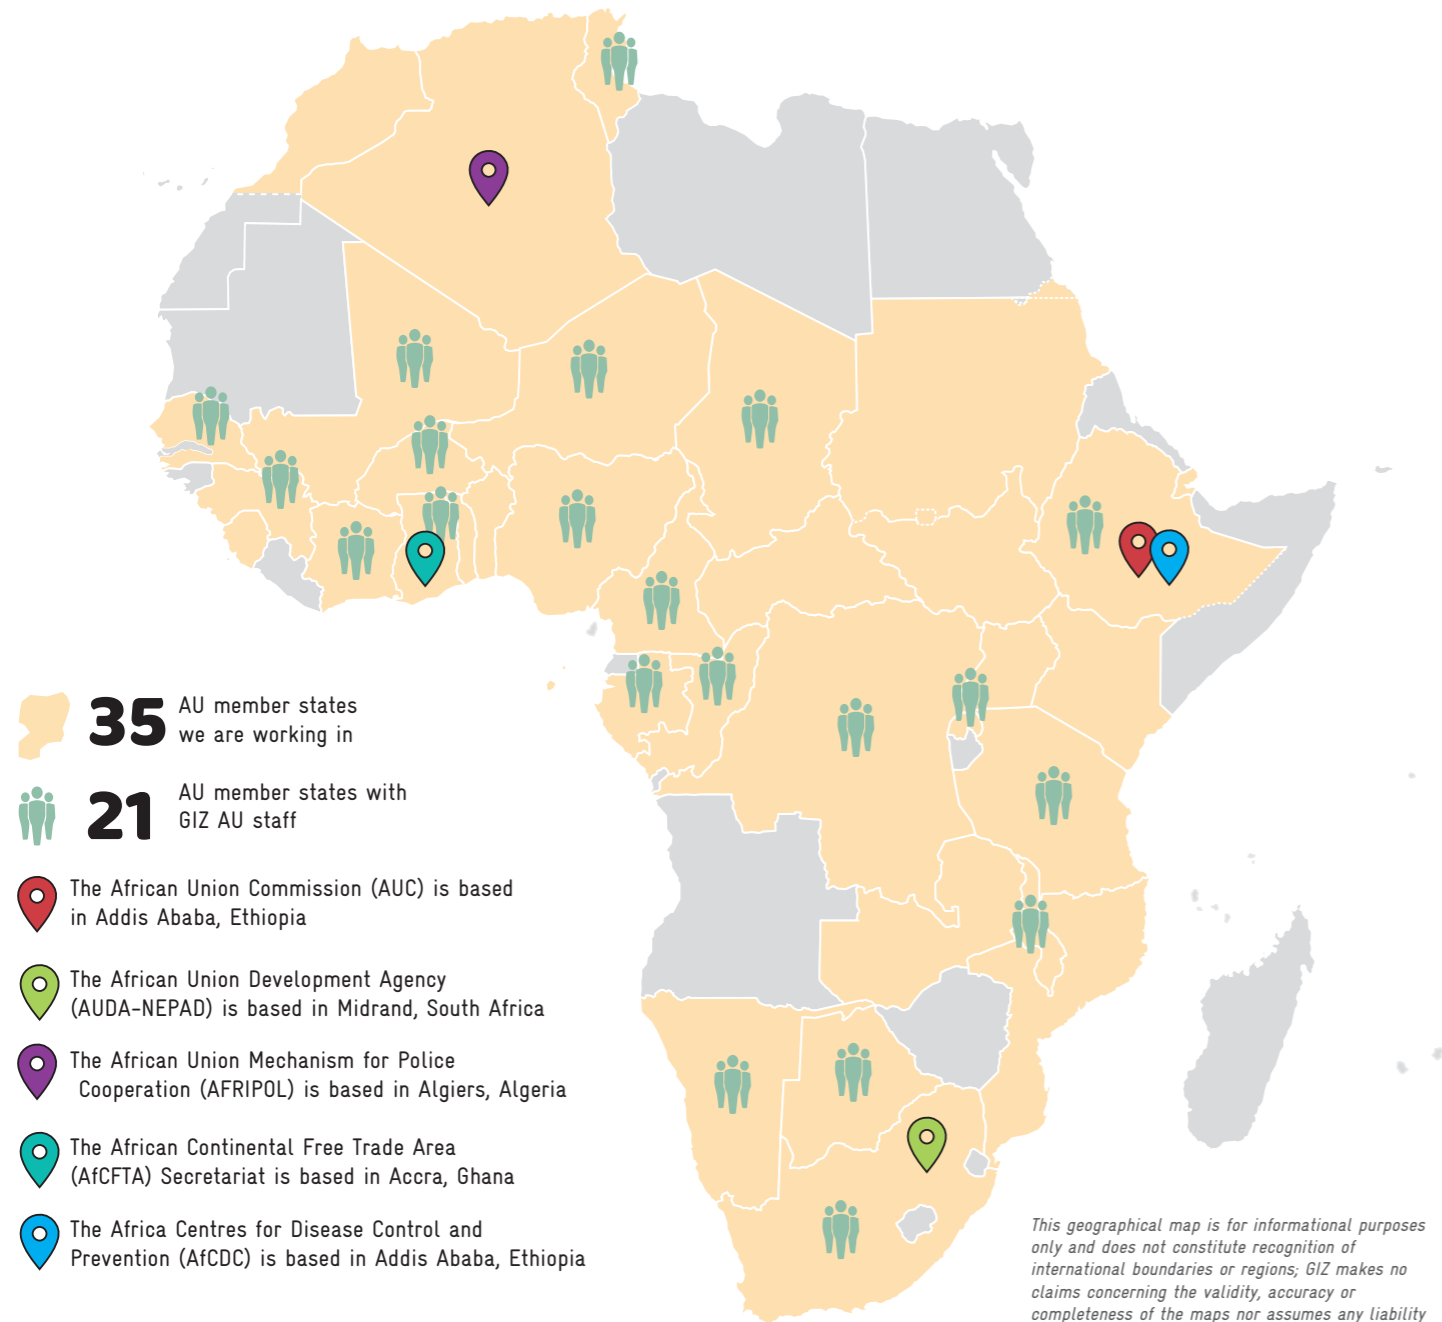 35
AU member states
we are working in
21
AU member states with
GIZ AU staff
The African Union Commission (AUC) is based
in Addis Ababa, Ethiopia
The African Union Development Agency
(AUDA-NEPAD) is based in Midrand, South Africa
The African Union Mechanism for Police
Cooperation (AFRIPOL) is based in Algiers, Algeria
The African Continental Free Trade Area
(AfCFTA) Secretariat is based in Accra, Ghana
The Africa Centres for Disease Control and
Prevention (AfCDC) is based in Addis Ababa, Ethiopia
This geographical map is for informational purposes
only and does not constitute recognition of
international boundaries or regions; GIZ makes no
claims concerning the validity, accuracy or
completeness of the maps nor assumes any liability